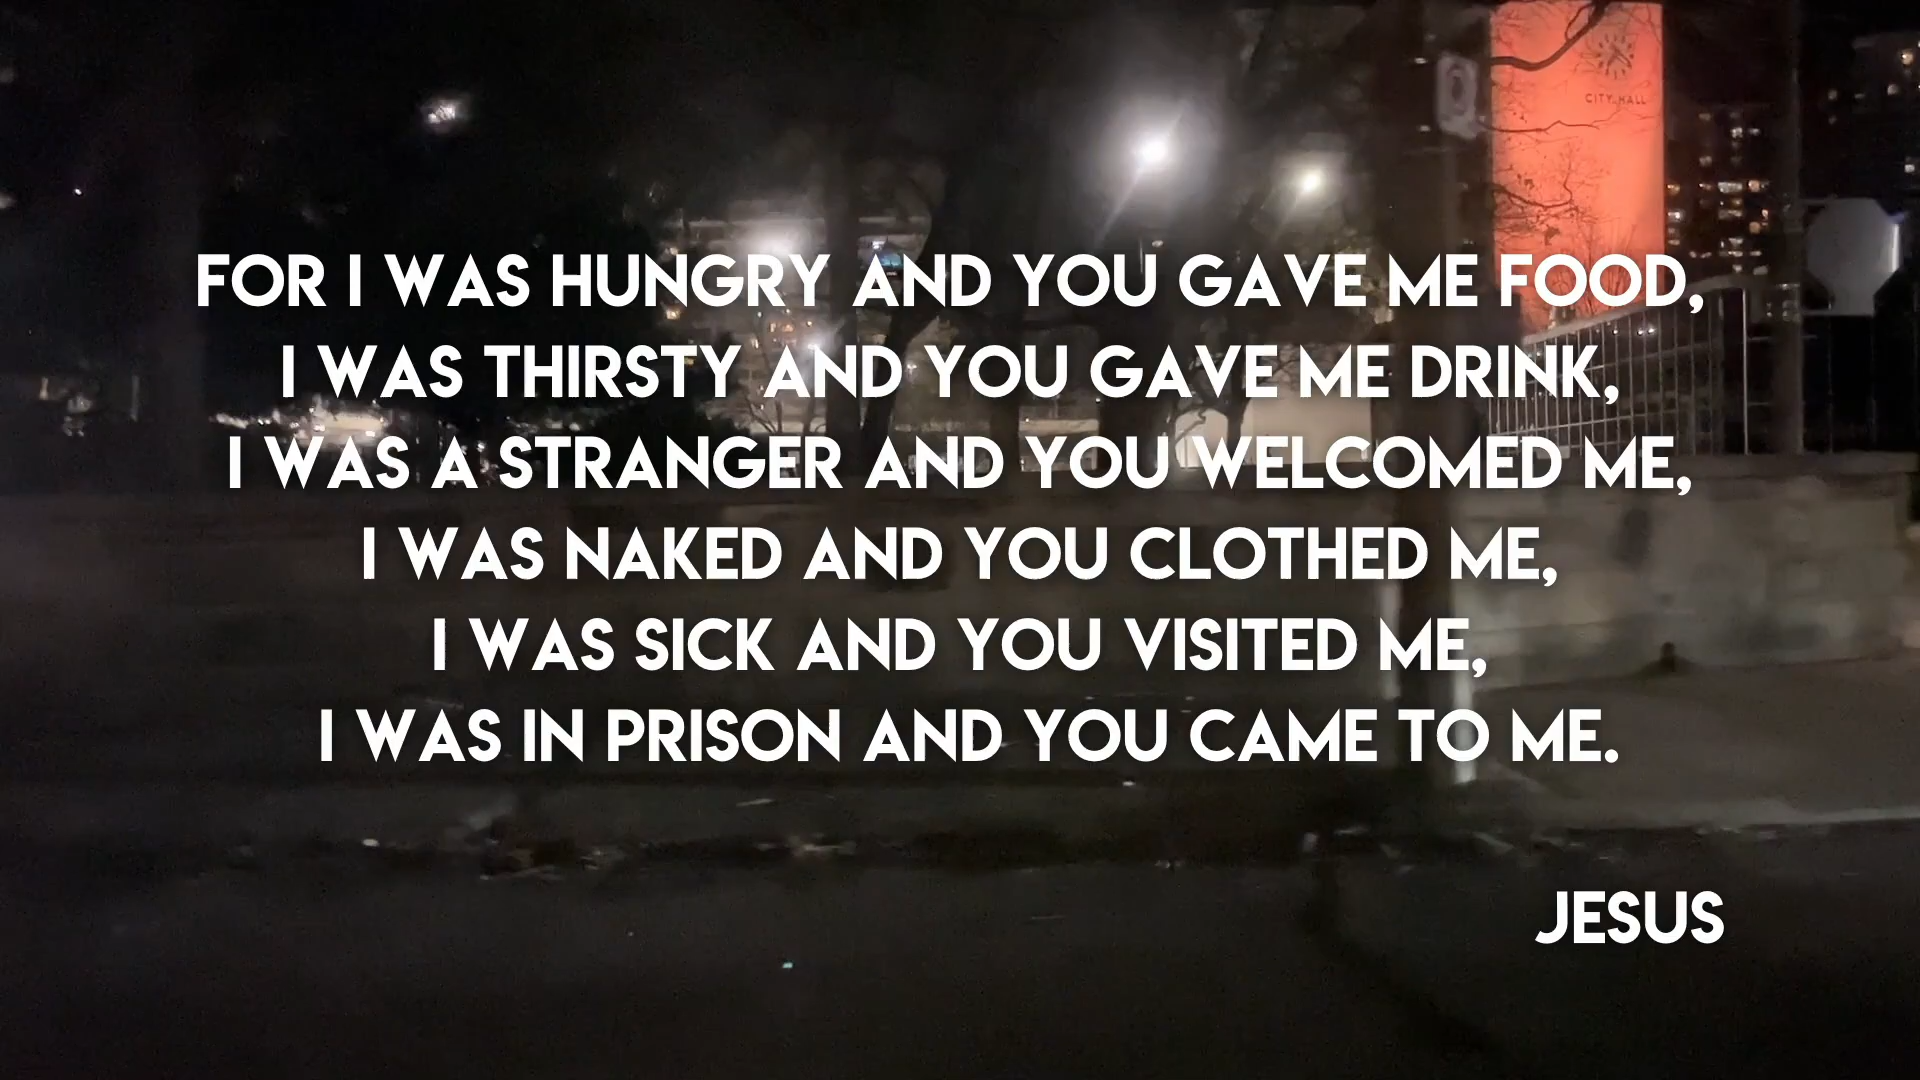 CITY HALL
FOR I WAS HUNGRY AND YOU GAVE ME FOOD,
I WAS THIRSTY AND YOU GAVE ME DRINK,
I WAS A STRANGER AND YOU WELCOMED ME,
I WAS NAKED AND YOU CLOTHED ME,
I WAS SICK AND YOU VISITED ME,
I WAS IN PRISON AND YOU CAME TO ME.
JESUS